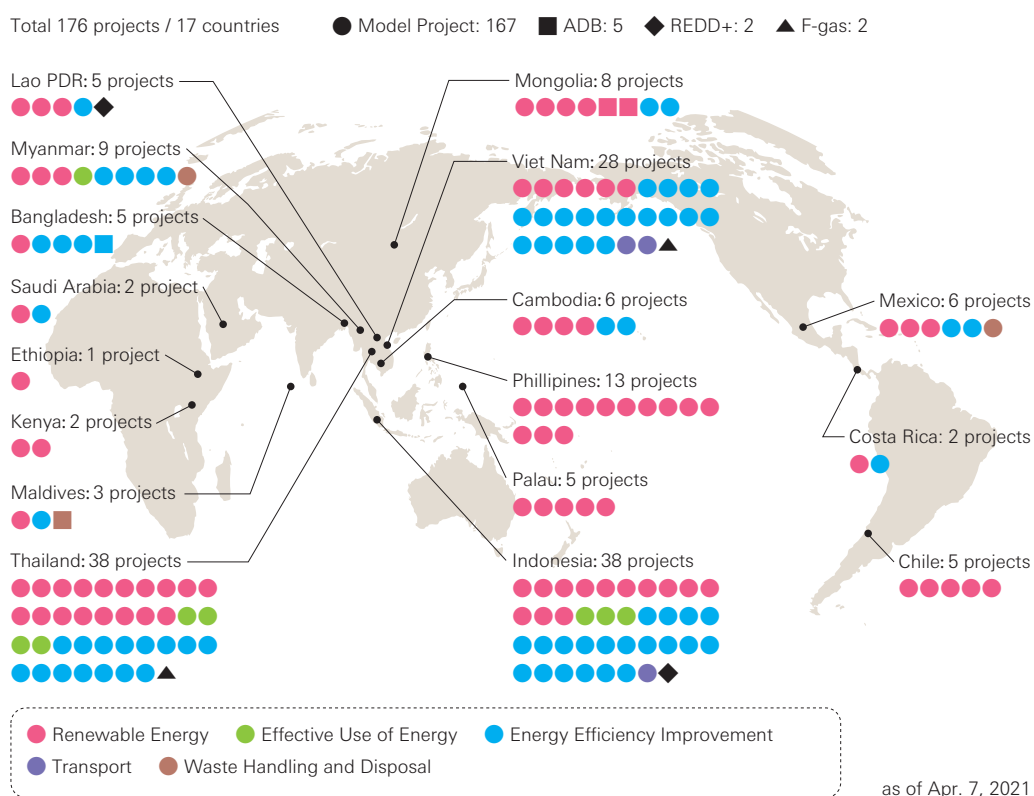 Total 176 projects / 17 countries
Model Project: 167
ADB: 5
REDD+: 2
F-gas: 2
Lao PDR: 5 projects
Mongolia: 8 projects
Myanmar: 9 projects
Viet Nam: 28 projects
Bangladesh: 5 projects
Saudi Arabia: 2 project
Cambodia: 6 projects
Mexico: 6 projects
Ethiopia: 1 project
Phillipines: 13 projects
Kenya: 2 projects
Costa Rica: 2 projects
Maldives: 3 projects
Palau: 5 projects
Thailand: 38 projects
Indonesia: 38 projects
Chile: 5 projects
Renewable Energy
Effective Use of Energy
Energy Efficiency Improvement
Transport
Waste Handling and Disposal
as of Apr. 7, 2021